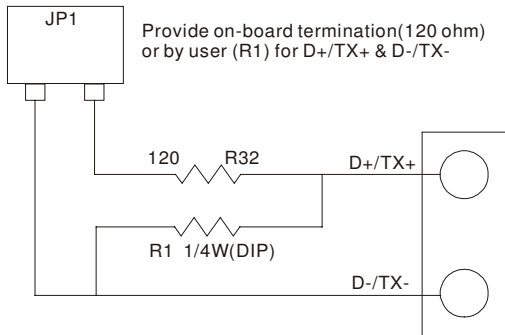 JP1
Provide on-board termination(120 ohm)
or by user (R1) for D+/TX+ & D-/TX-
120 R32
D+/TX+
R1 1/4W(DIP)
D-/TX-